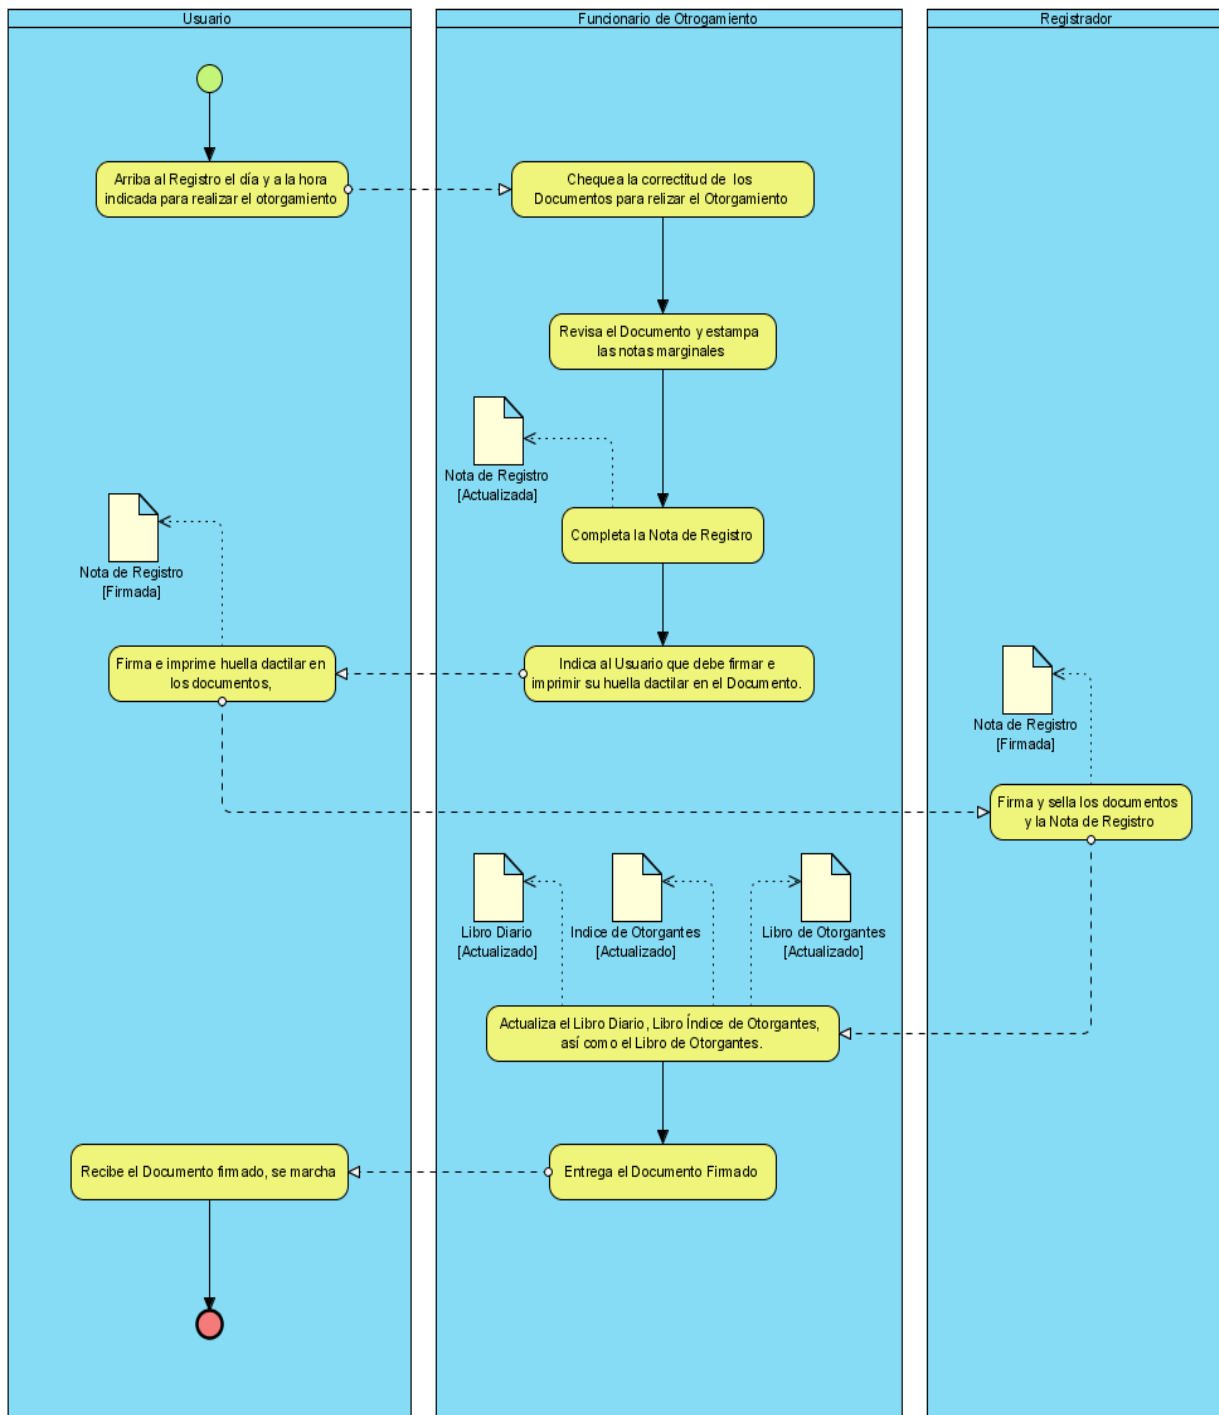 Usuario
Funcionario de Otrogamiento
Registrador
Arriba al Registro el día y a la hora
indicada para realizar el otorgamiento
Chequea la correctitud de los
Documentos para relizar el Otorgamiento
Revisa el Documento y estampa
las notas marginales
Nota de Registro
[Actualizada]
Completa la Nota de Registro
Nota de Registro
[Firmada]
Firma e imprime huella dactilar en
los documentos,
Indica al Usuario que debe firmar e
imprimir su huella dactilar en el Documento.
Nota de Registro
[Firmada]
Firma y sella los documentos
y la Nota de Registro
Libro Diario
[Actualizado]
Indice de Otorgantes
[Actualizado]
Libro de Otorgantes
[Actualizado]
Actualiza el Libro Diario, Libro Índice de Otorgantes,
así como el Libro de Otorgantes.
Recibe el Documento firmado, se marcha
Entrega el Documento Firmado